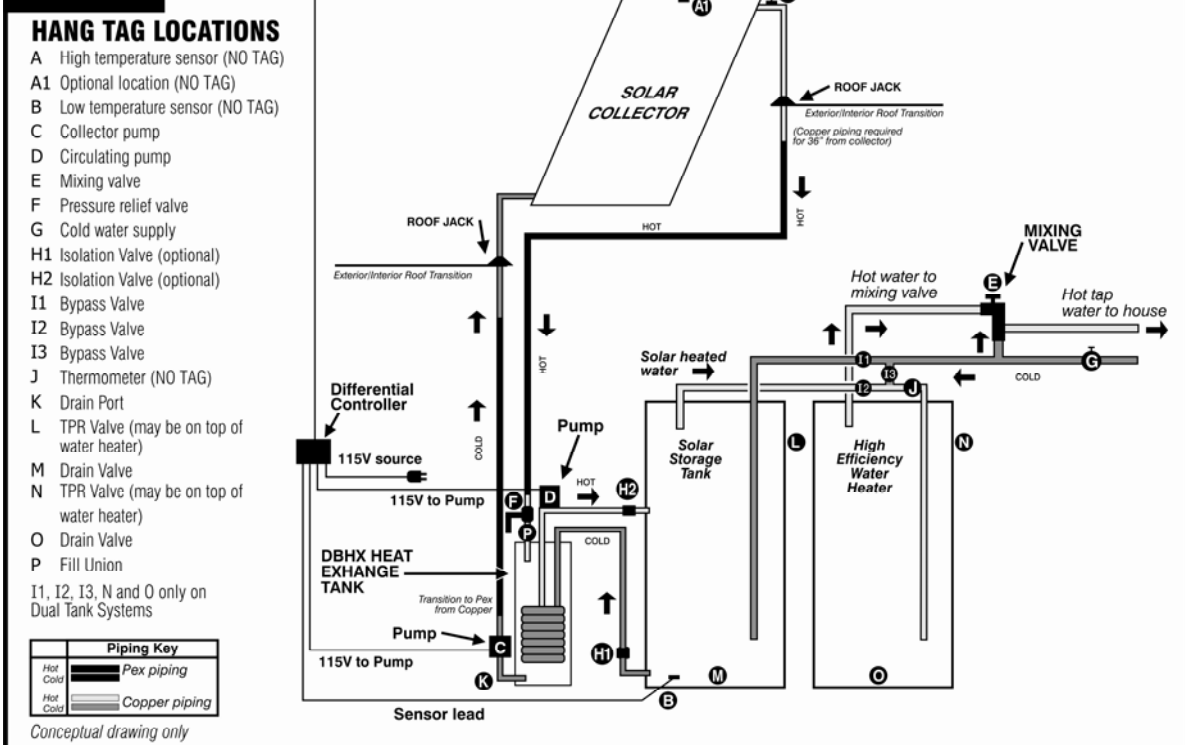 HANG TAG LOCATIONS
A High temperature sensor (NO TAG)
A1 Optional location (NO TAG)
B Low temperature sensor (NO TAG)
C Collector pump
D Circulating pump
E Mixing valve
F Pressure relief valve
G Cold water supply
H1 Isolation Valve (optional)
H2 Isolation Valve (optional)
I1 Bypass Valve
I2 Bypass Valve
I3 Bypass Valve
J Thermometer (NO TAG)
K Drain Port
L TPR Valve (may be on top of
water heater)
M Drain Valve
N TPR Valve (may be on top of
water heater)
O Drain Valve
P Fill Union
I1, I2, I3, N and O only on
Dual Tank Systems
Piping Key
Hot
Cold
Pex piping
Hot
Cold
Copper piping
Conceptual drawing only
A1
SOLAR
COLLECTOR
ROOF JACK
Exterior/Interior Roof Transition
(Copper piping required
for 36" from collector)
HOT
HOT
ROOF JACK
Exterior/Interior Roof Transition
HOT
COLD
Differential
Controller
115V source
115V to Pump
Pump
D
HOT
H2
F
P
COLD
DBHX HEAT
EXHANGE
TANK
Transition to Pex
from Copper
Pump
C
115V to Pump
K
H1
Sensor lead
B
Solar heated
water
Solar
Storage
Tank
L
M
Hot water to
mixing valve
MIXING
VALVE
E
Hot tap
water to house
I1
I3
I2
J
G
COLD
High
Efficiency
Water
Heater
N
O